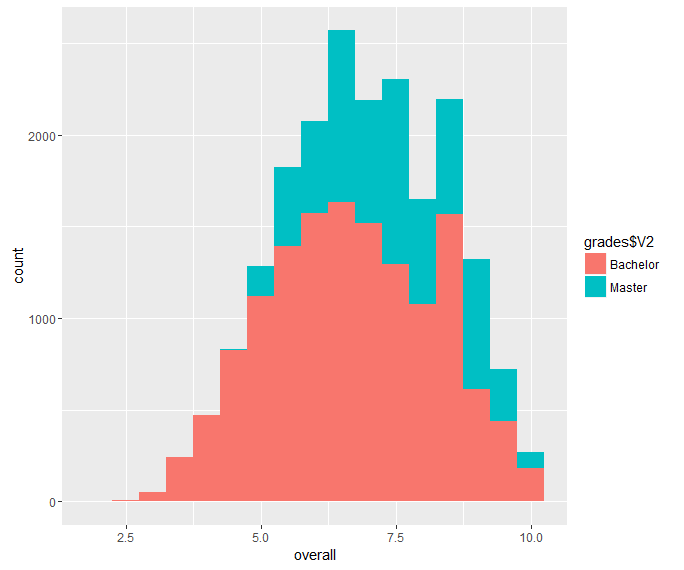 count
2000
1000
0
2.5 5.0 7.5 10.0
overall
grades$V2
Bachelor
Master